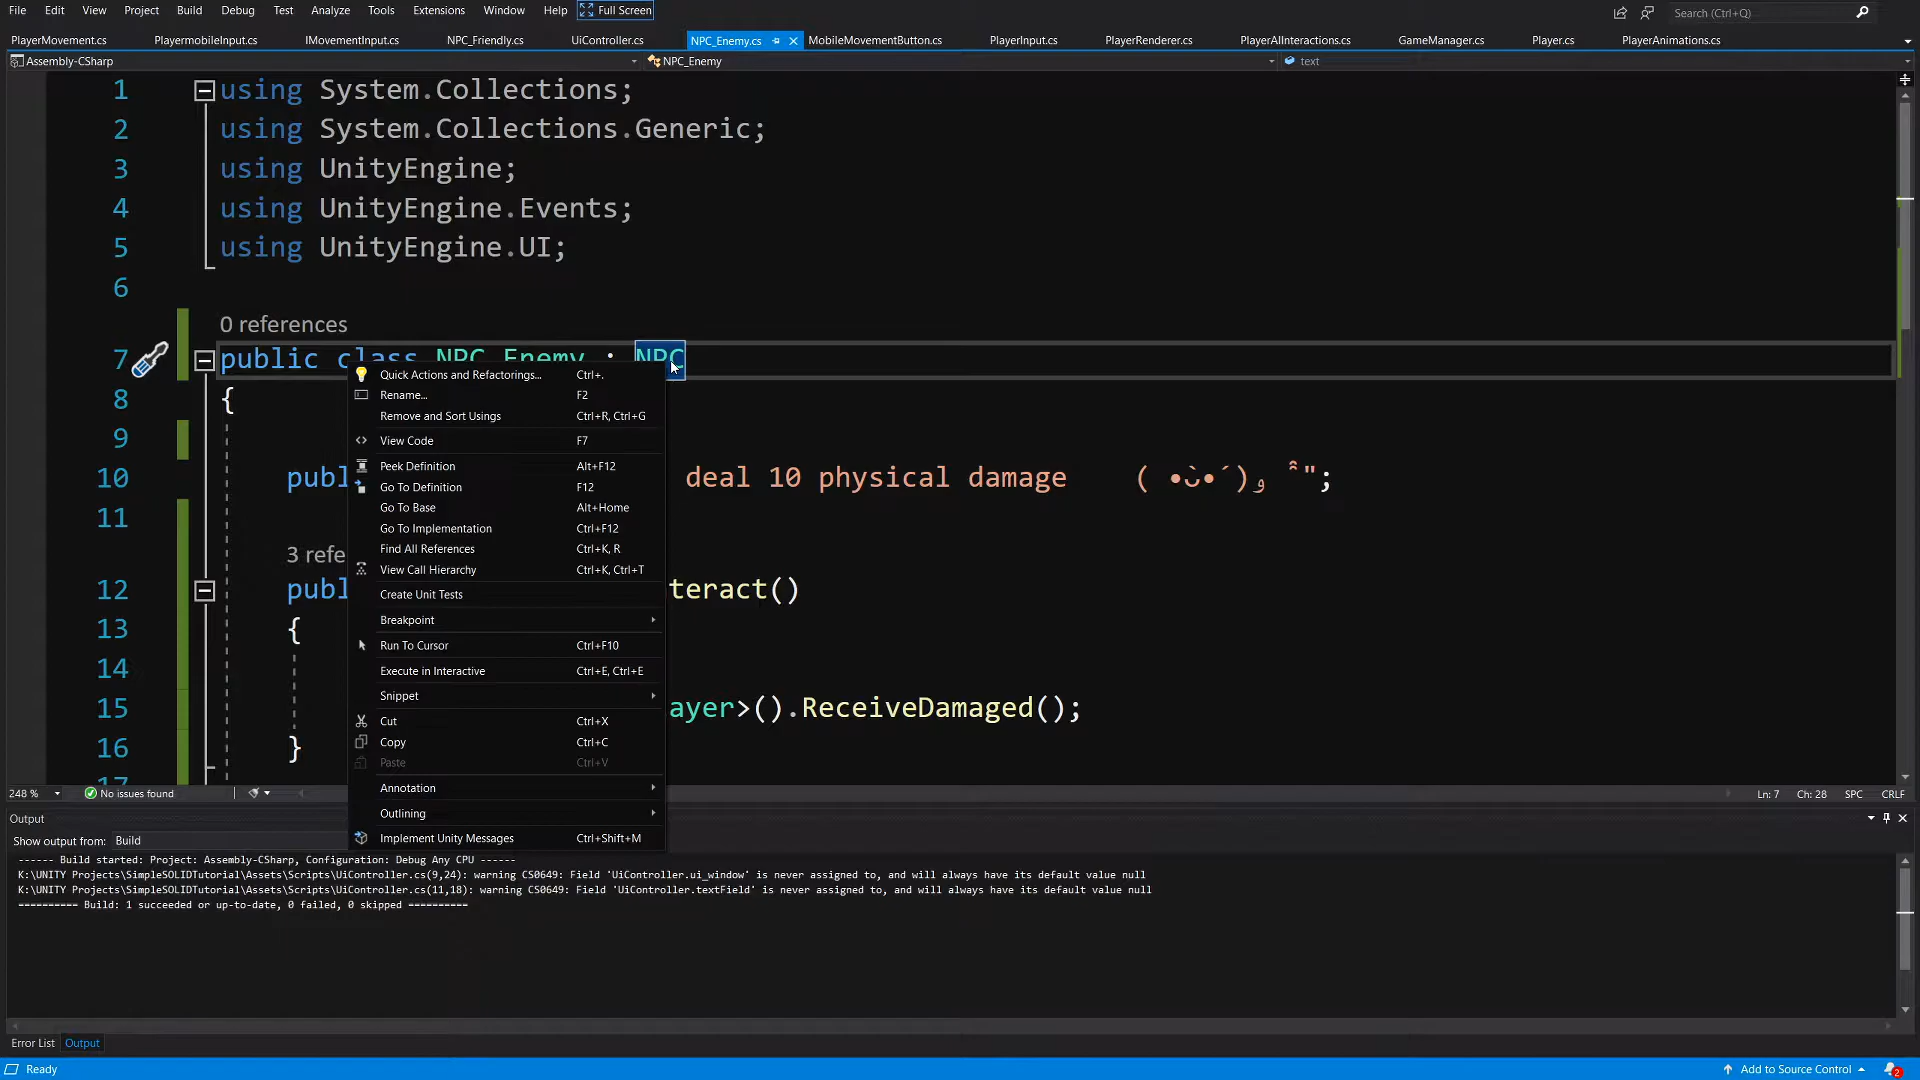 File Edit View Project Build Debug Test Analyze Tools Extensions Window Help Full Screen Search (Ctrl+Q)
PlayerMovement.cs PlayermobileInput.cs IMovementInput.cs NPC_Friendly.cs UiController.cs NPC_Enemy.cs MobileMovementButton.cs PlayerInput.cs PlayerRenderer.cs PlayerAIInteractions.cs GameManager.cs Player.cs PlayerAnimations.cs
Assembly-CSharp NPC_Enemy text
1 using System.Collections;
2 using System.Collections.Generic;
3 using UnityEngine;
4 using UnityEngine.Events;
5 using UnityEngine.UI;
6
0 references
7 public class NPC_Enemy : NPC
8 {
9
10 publ deal 10 physical damage ( •̀ᴗ•́)و ̑̑";
11
3 refe
12 publ teract()
13 {
14
15 ayer>().ReceiveDamaged();
16 }
17
Quick Actions and Refactorings... Ctrl+.
Rename... F2
Remove and Sort Usings Ctrl+R, Ctrl+G
View Code F7
Peek Definition Alt+F12
Go To Definition F12
Go To Base Alt+Home
Go To Implementation Ctrl+F12
Find All References Ctrl+K, R
View Call Hierarchy Ctrl+K, Ctrl+T
Create Unit Tests
Breakpoint
Run To Cursor Ctrl+F10
Execute in Interactive Ctrl+E, Ctrl+E
Snippet
Cut Ctrl+X
Copy Ctrl+C
Paste Ctrl+V
Annotation
Outlining
Implement Unity Messages Ctrl+Shift+M
248 % No issues found Ln: 7 Ch: 28 SPC CRLF
Output
Show output from: Build
------ Build started: Project: Assembly-CSharp, Configuration: Debug Any CPU ------
K:\UNITY Projects\SimpleSOLIDTutorial\Assets\Scripts\UiController.cs(9,24): warning CS0649: Field 'UiController.ui_window' is never assigned to, and will always have its default value null
K:\UNITY Projects\SimpleSOLIDTutorial\Assets\Scripts\UiController.cs(11,18): warning CS0649: Field 'UiController.textField' is never assigned to, and will always have its default value null
========== Build: 1 succeeded or up-to-date, 0 failed, 0 skipped ==========
Error List Output
Ready Add to Source Control 2